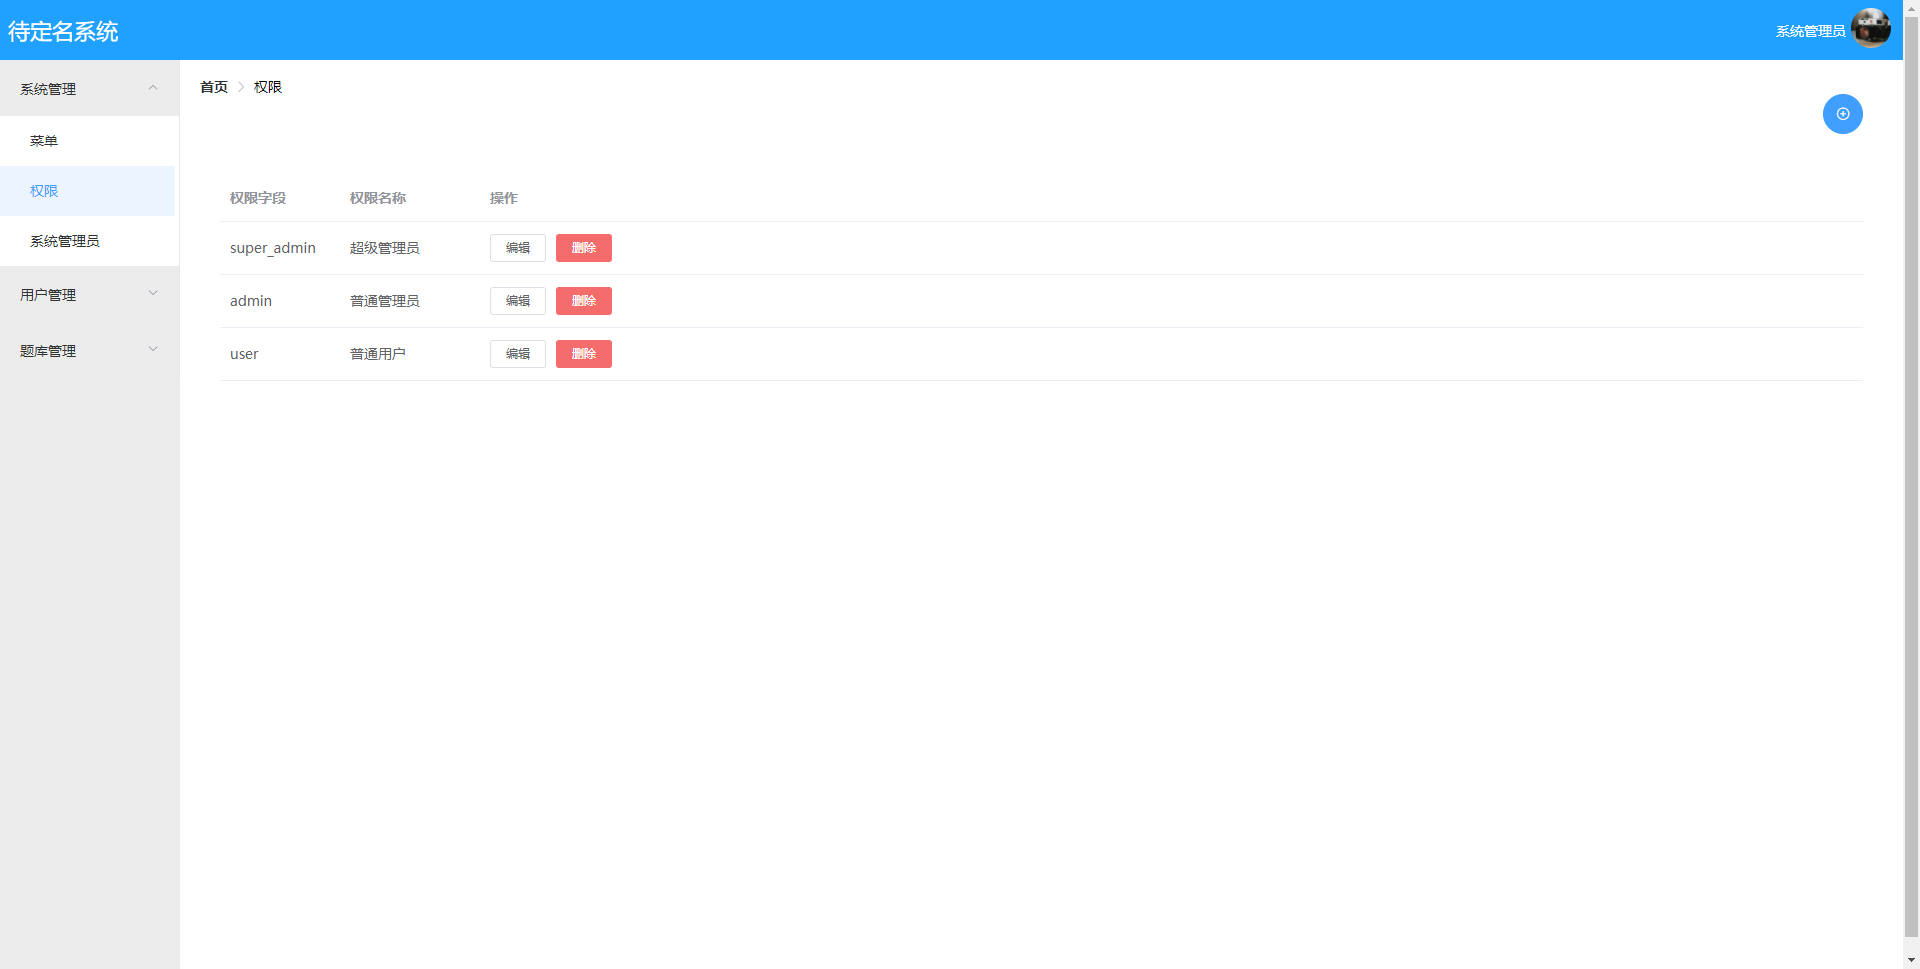 待定名系统
系统管理员
系统管理
菜单
权限
系统管理员
用户管理
题库管理
首页 权限
权限字段 权限名称 操作
super_admin 超级管理员 编辑 删除
admin 普通管理员 编辑 删除
user 普通用户 编辑 删除